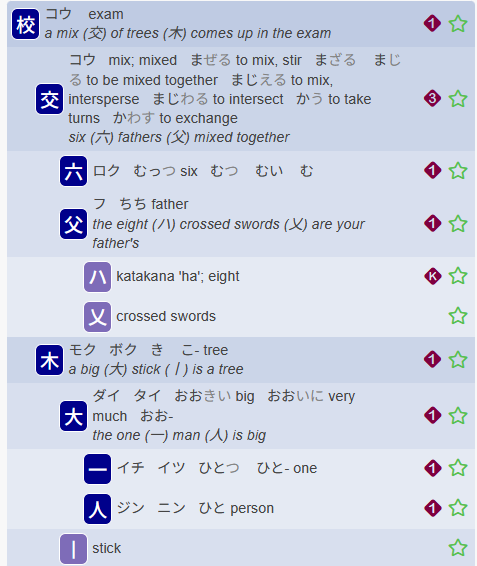 校 コウ exam
a mix (交) of trees (木) comes up in the exam 1
交 コウ mix; mixed まぜる to mix, stir まざる まじ
る to be mixed together まじえる to mix,
intersperse まじわる to intersect かう to take
turns かわす to exchange 3
six (六) fathers (父) mixed together
六 ロク むっつ six むつ むい む 1
父 フ ちち father
the eight (ハ) crossed swords (乂) are your 1
father's
ハ katakana 'ha'; eight K
乂 crossed swords
木 モク ボク き こ- tree 1
a big (大) stick (丨) is a tree
大 ダイ タイ おおきい big おおいに very
much おお- 1
the one (一) man (人) is big
一 イチ イツ ひとつ ひと- one 1
人 ジン ニン ひと person 1
丨 stick